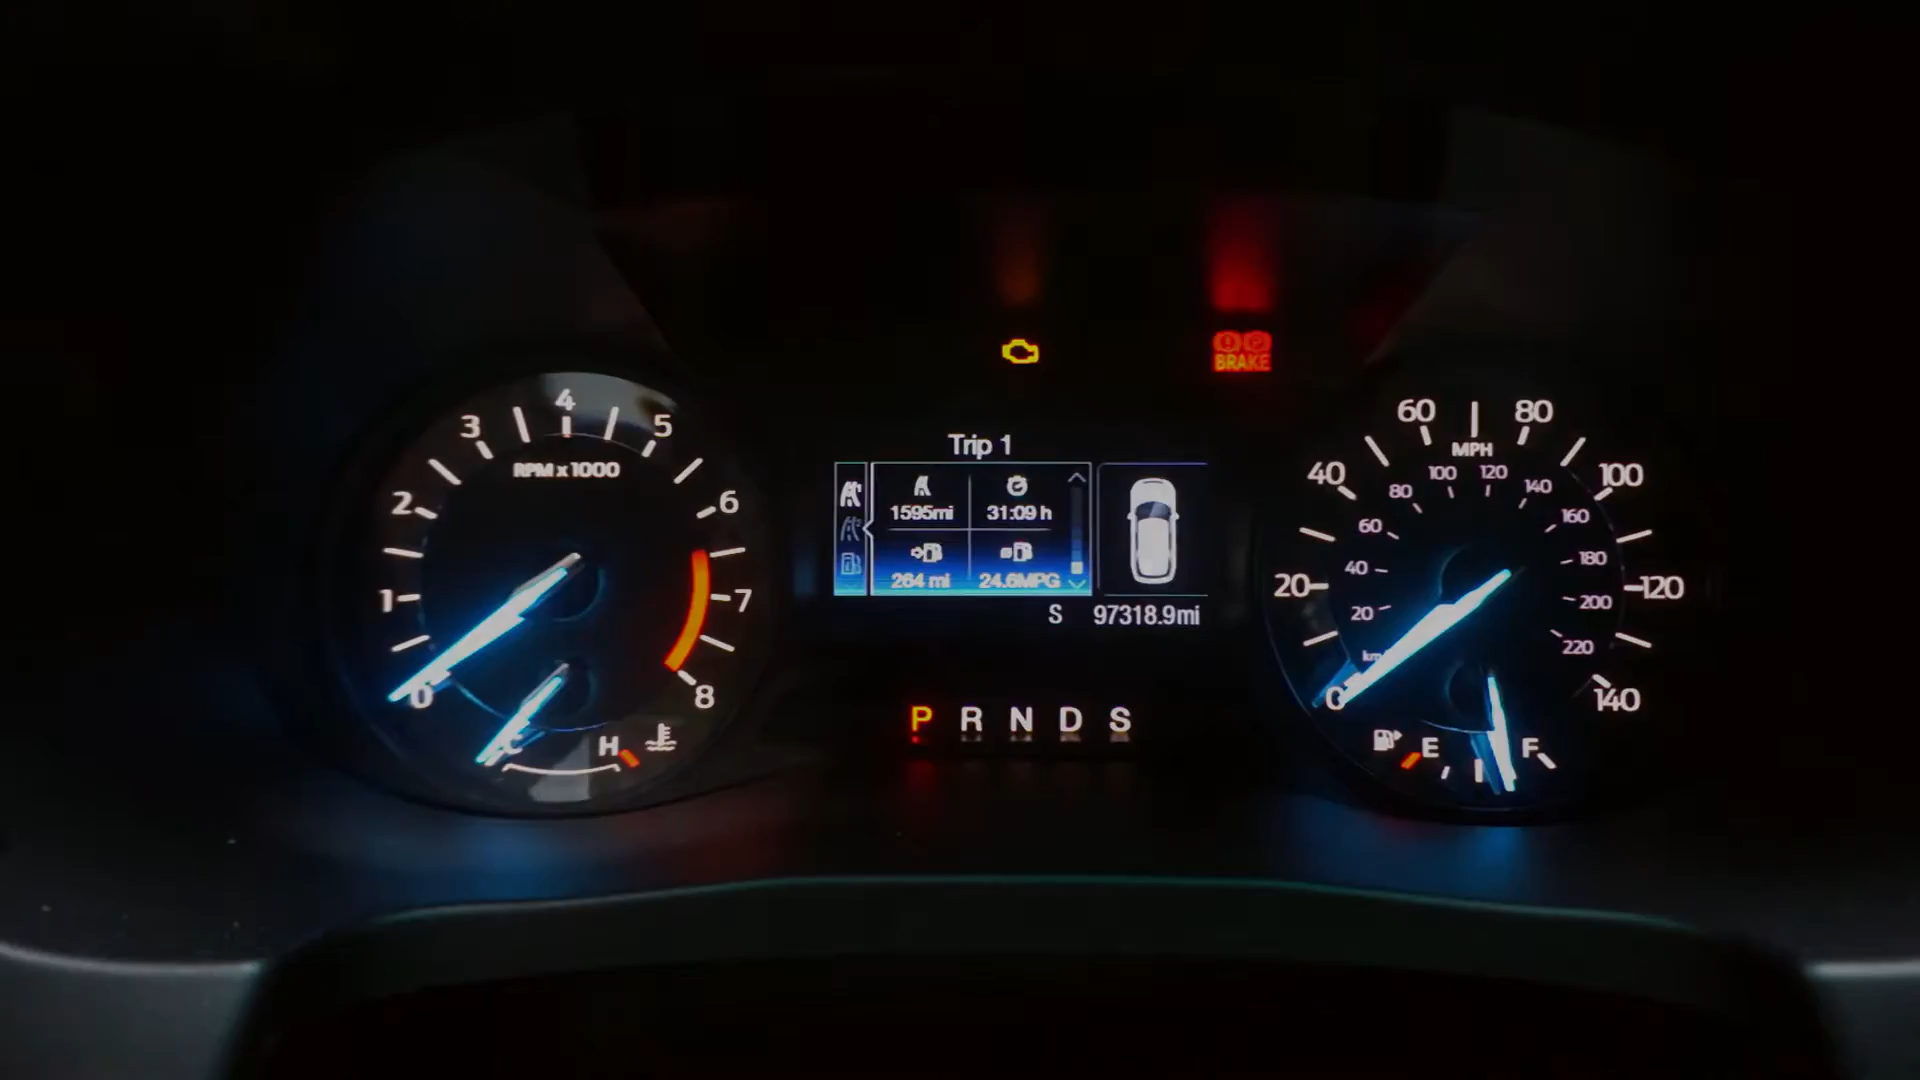 BRAKE
4
3
5
RPM x 1000
2
6
1
7
0
8
C
H
Trip 1
1595mi
31:09 h
264 mi
24.6MPG
S
97318.9mi
P R N D S
60
80
MPH
40
100
20
120
0
140
100
120
80
140
60
160
40
180
20
200
220
E
F